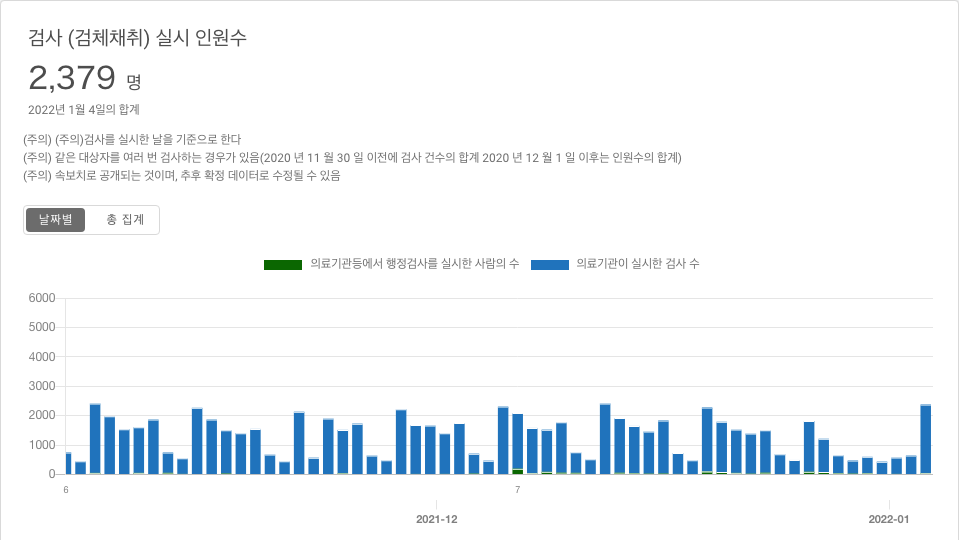 검사 (검체채취) 실시 인원수
2,379 명
2022년 1월 4일의 합계
(주의) (주의)검사를 실시한 날을 기준으로 한다
(주의) 같은 대상자를 여러 번 검사하는 경우가 있음(2020 년 11 월 30 일 이전에 검사 건수의 합계 2020 년 12 월 1 일 이후는 인원수의 합계)
(주의) 속보치로 공개되는 것이며, 추후 확정 데이터로 수정될 수 있음
날짜별 총 집계
의료기관등에서 행정검사를 실시한 사람의 수 의료기관이 실시한 검사 수
6000
5000
4000
3000
2000
1000
0
6 7
2021-12 2022-01